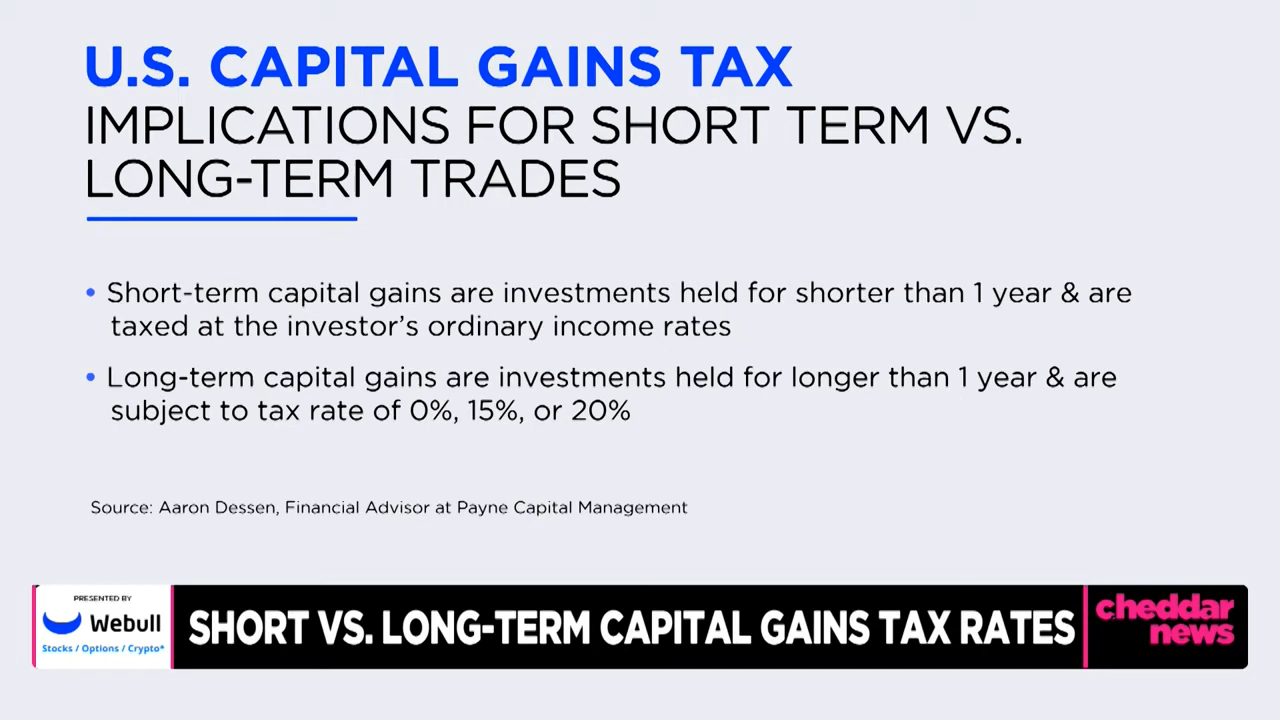 U.S. CAPITAL GAINS TAX
IMPLICATIONS FOR SHORT TERM VS.
LONG-TERM TRADES
• Short-term capital gains are investments held for shorter than 1 year & are
taxed at the investor's ordinary income rates
• Long-term capital gains are investments held for longer than 1 year & are
subject to tax rate of 0%, 15%, or 20%
Source: Aaron Dessen, Financial Advisor at Payne Capital Management
PRESENTED BY
Webull
Stocks / Options / Crypto*
SHORT VS. LONG-TERM CAPITAL GAINS TAX RATES
cheddar
news